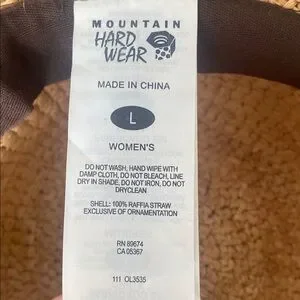 MOUNTAIN
HARD
WEAR
MADE IN CHINA
L
WOMEN'S
DO NOT WASH, HAND WIPE WITH
DAMP CLOTH, DO NOT BLEACH, LINE
DRY IN SHADE, DO NOT IRON, DO NOT
DRYCLEAN
SHELL: 100% RAFFIA STRAW
EXCLUSIVE OF ORNAMENTATION
RN 89674
CA 05367
111 OL3535